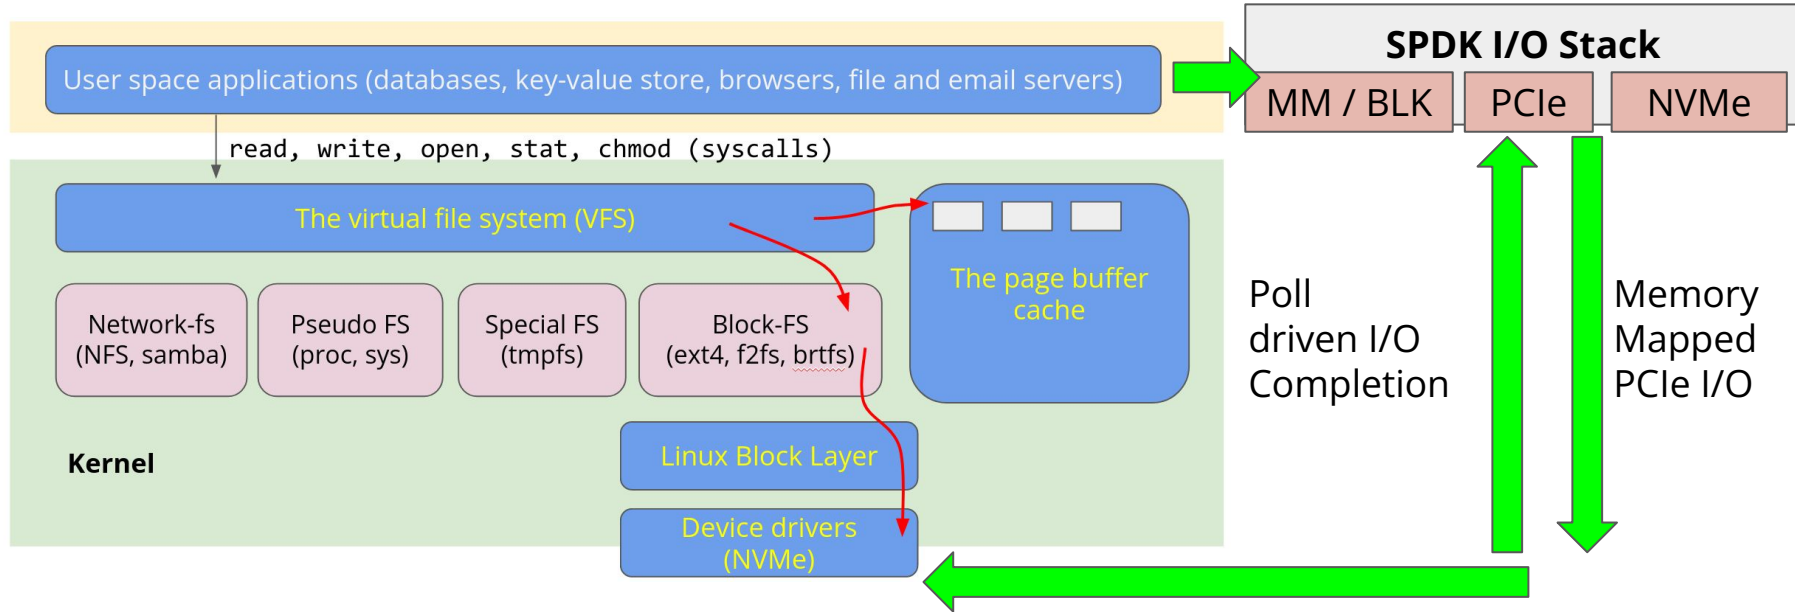 SPDK I/O Stack
User space applications (databases, key-value store, browsers, file and email servers)
MM / BLK
PCIe
NVMe
read, write, open, stat, chmod (syscalls)
The virtual file system (VFS)
The page buffer
cache
Network-fs
(NFS, samba)
Pseudo FS
(proc, sys)
Special FS
(tmpfs)
Block-FS
(ext4, f2fs, brtfs)
Poll
driven I/O
Completion
Memory
Mapped
PCIe I/O
Kernel
Linux Block Layer
Device drivers
(NVMe)